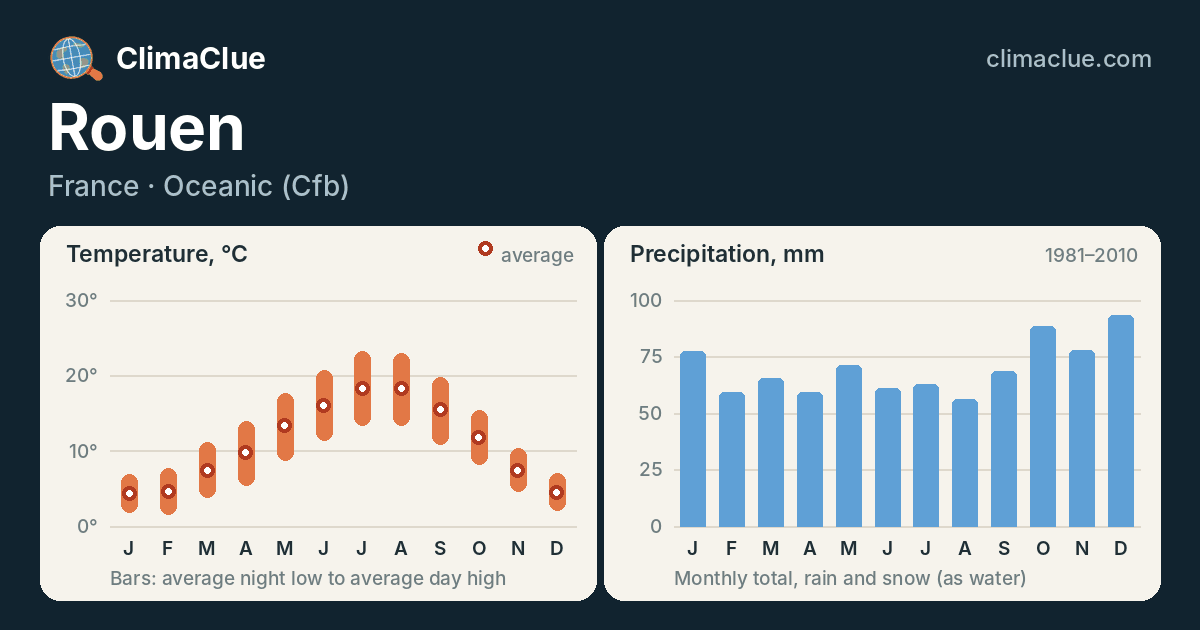 ClimaClue
climaclue.com
Rouen
France · Oceanic (Cfb)
Temperature, °C
average
30°
20°
10°
0°
J F M A M J J A S O N D
Bars: average night low to average day high
Precipitation, mm
1981–2010
100
75
50
25
0
J F M A M J J A S O N D
Monthly total, rain and snow (as water)